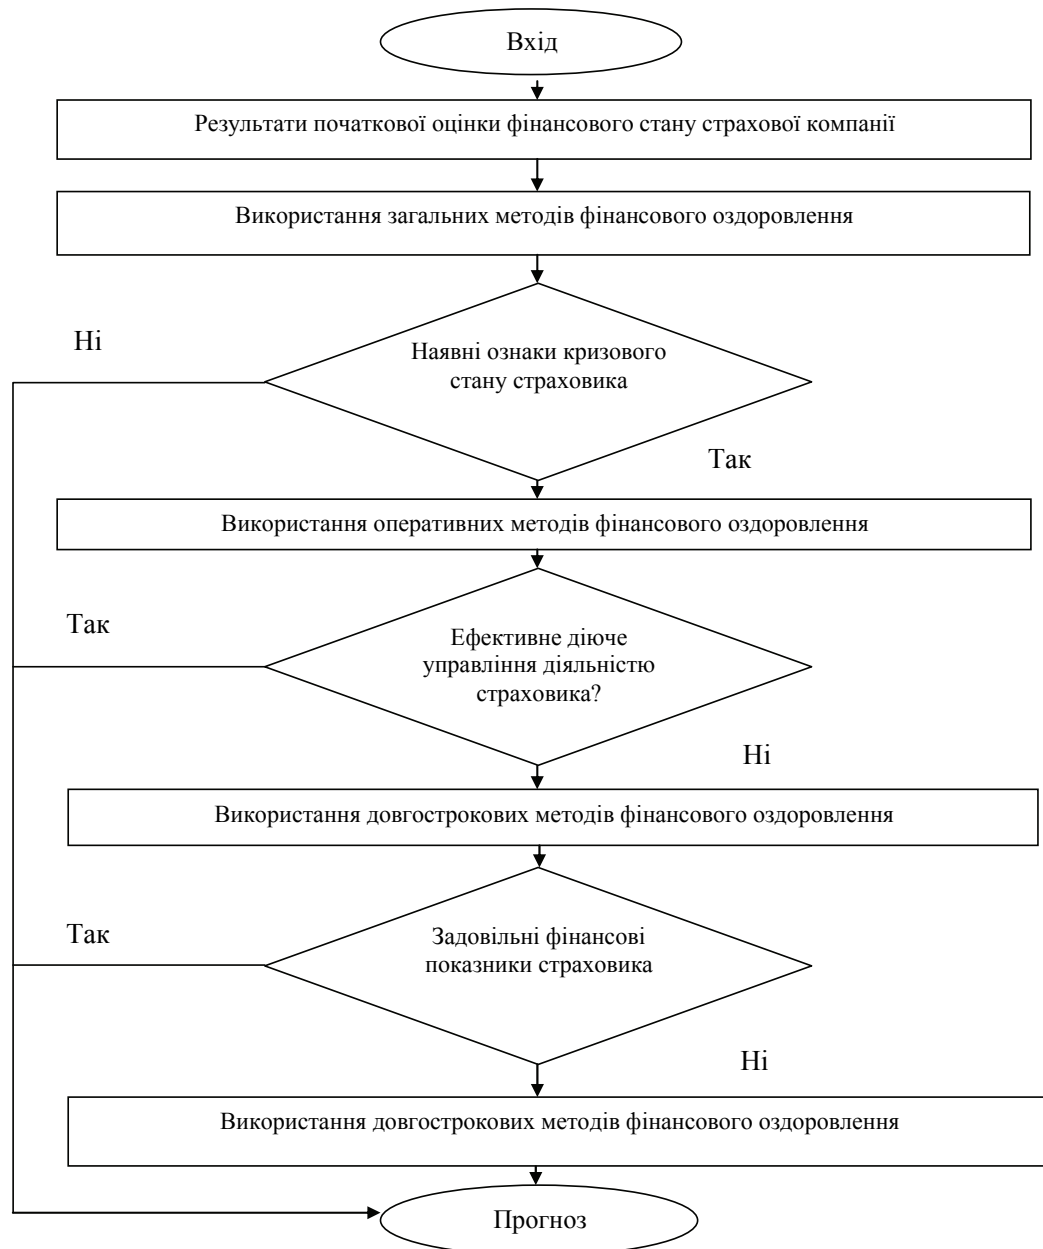 Вхід
Результати початкової оцінки фінансового стану страхової компанії
Використання загальних методів фінансового оздоровлення
Ні
Наявні ознаки кризового
стану страховика
Так
Використання оперативних методів фінансового оздоровлення
Так
Ефективне діюче
управління діяльністю
страховика?
Ні
Використання довгострокових методів фінансового оздоровлення
Так
Задовільні фінансові
показники страховика
Ні
Використання довгострокових методів фінансового оздоровлення
Прогноз